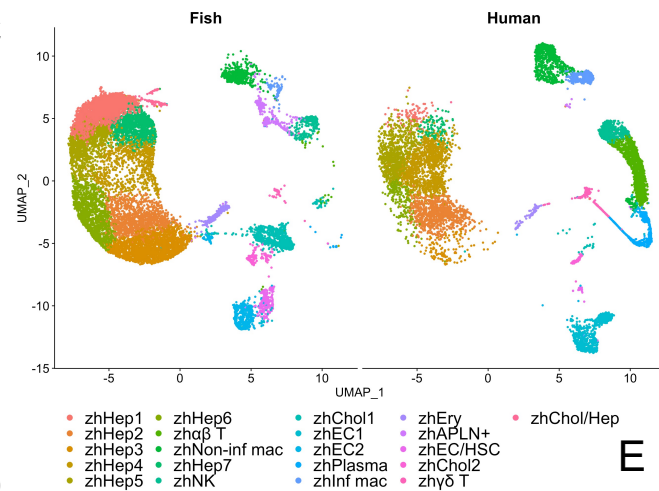 Fish Human
10
5
0
-5
-10
-15
UMAP_2
-5 0 5 10 -5 0 5 10
UMAP_1
zhHep1 zhHep6 zhChol1 zhEry zhChol/Hep
zhHep2 zhαβ T zhEC1 zhAPLN+
zhHep3 zhNon-inf mac zhEC2 zhEC/HSC
zhHep4 zhHep7 zhPlasma zhChol2
zhHep5 zhNK zhInf mac zhγδ T
E